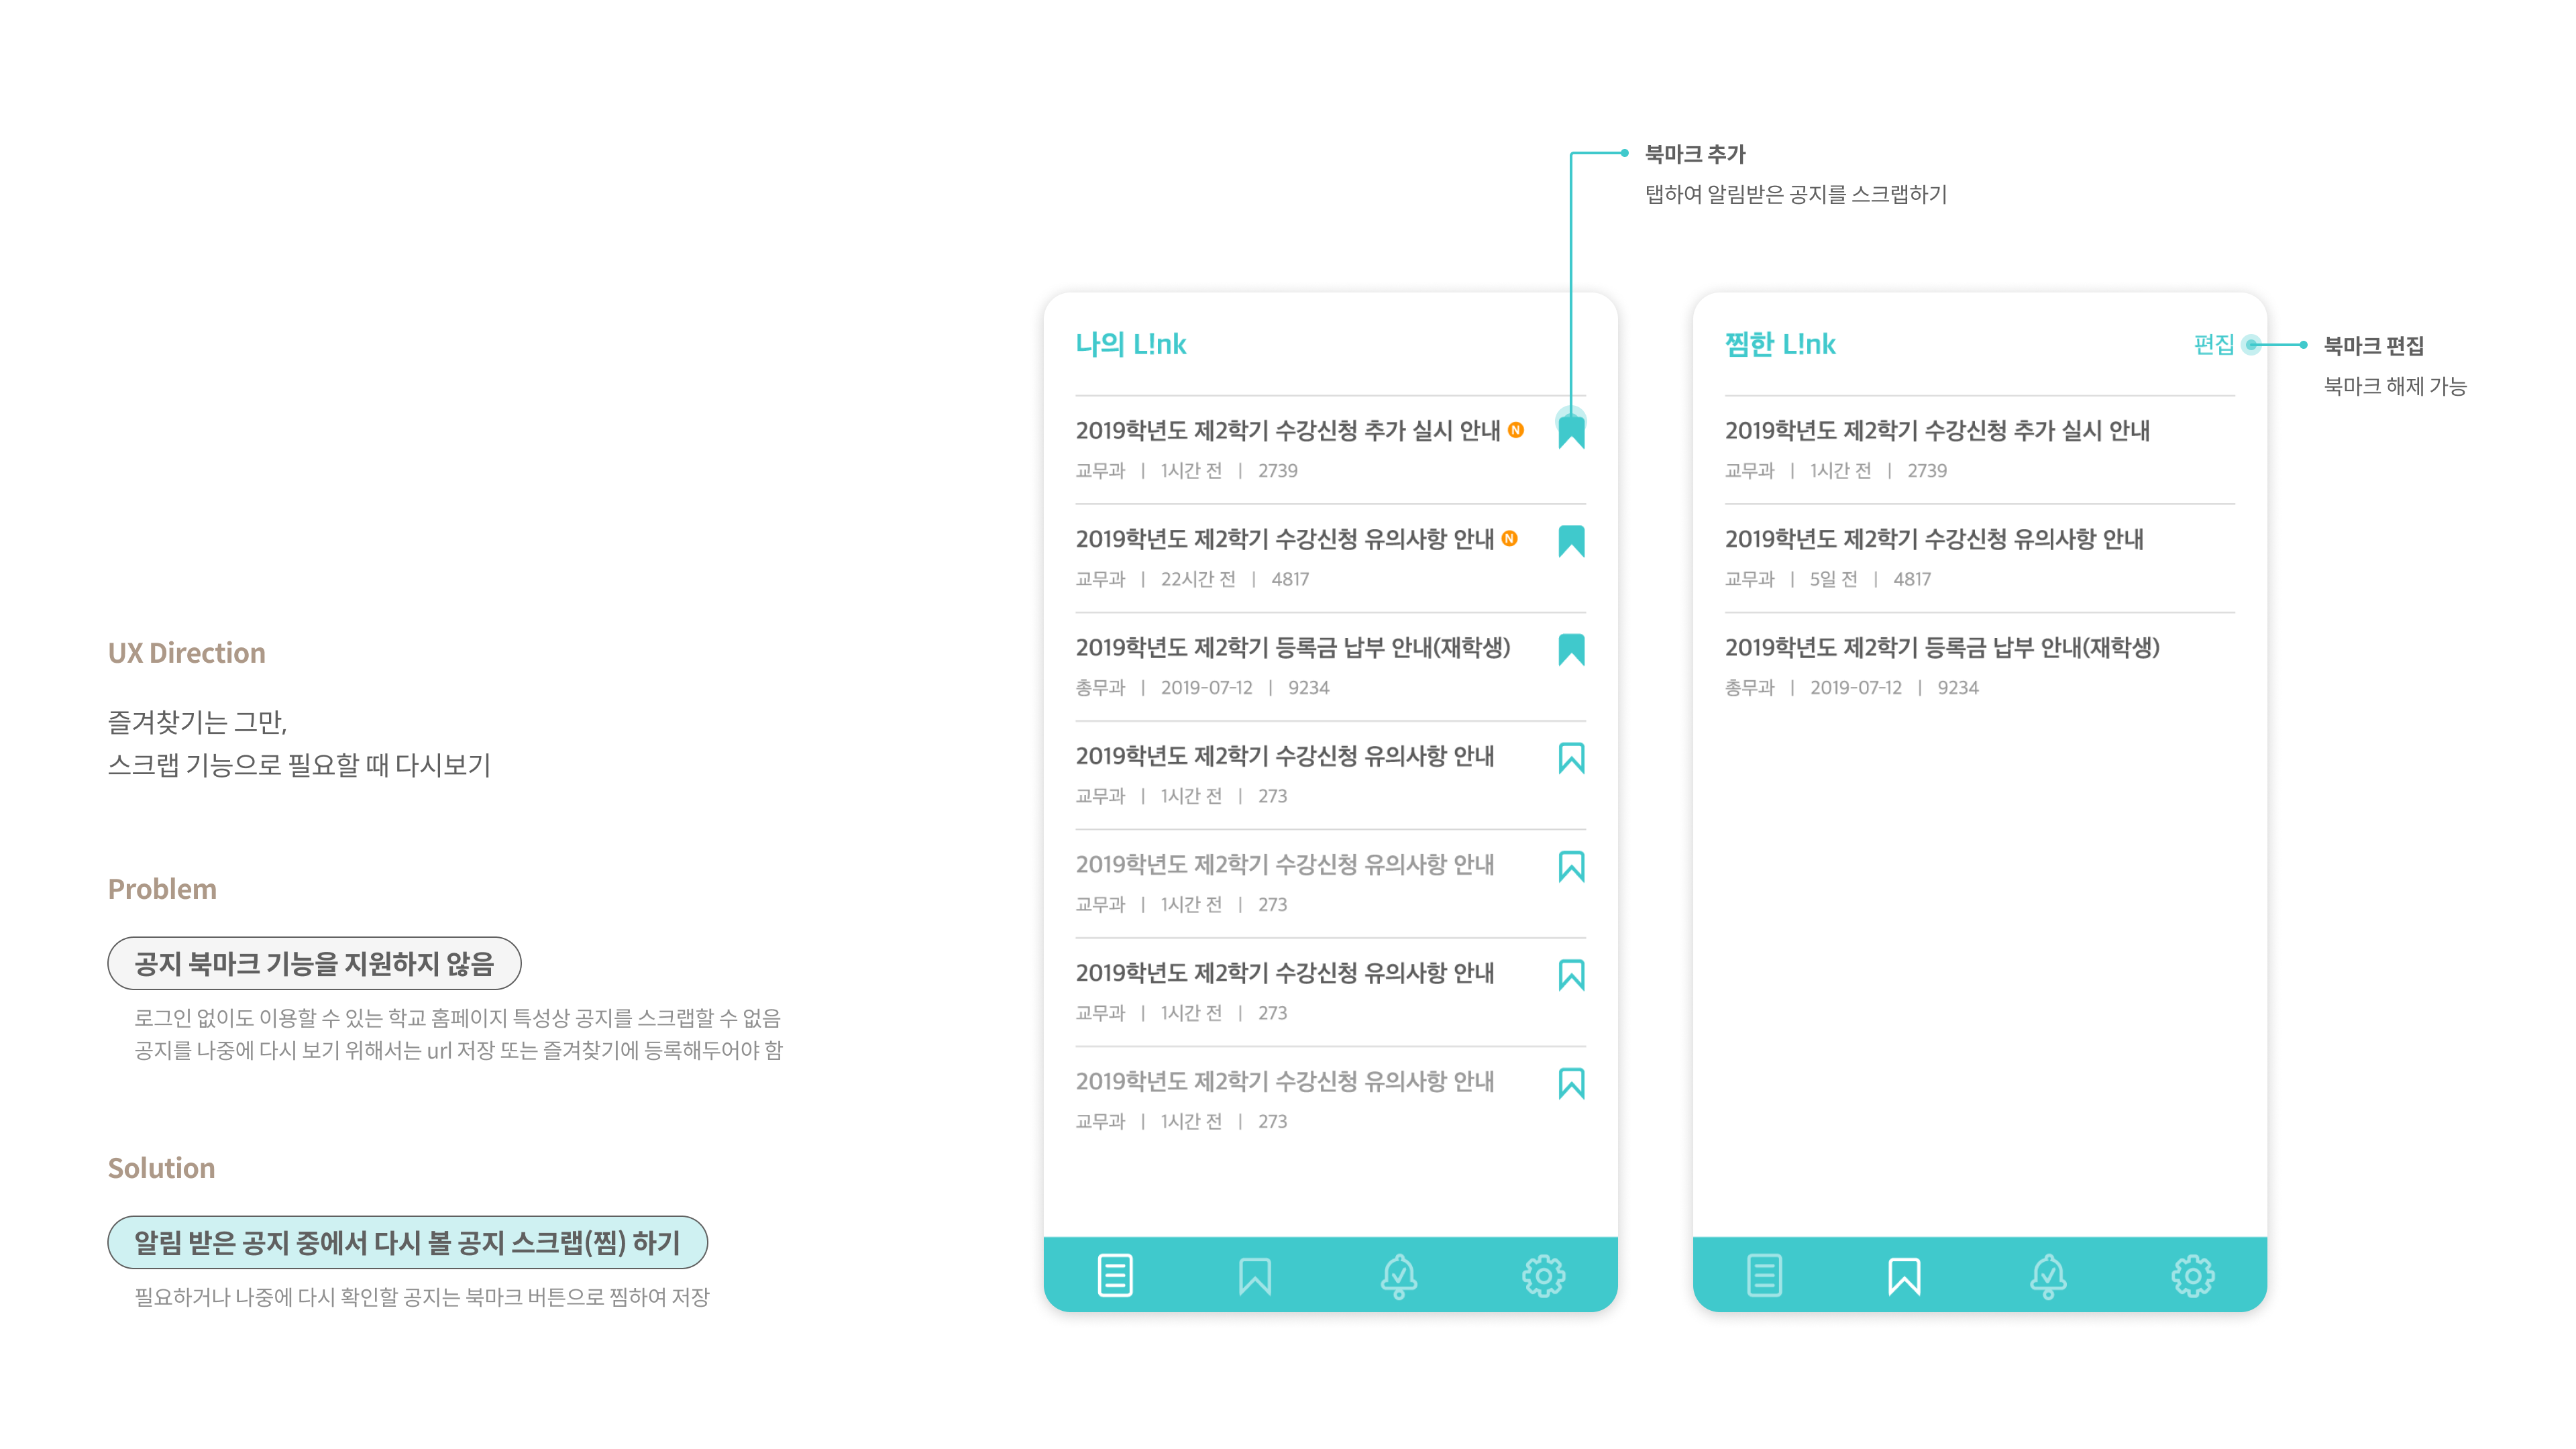 UX Direction
즐겨찾기는 그만,
스크랩 기능으로 필요할 때 다시보기
Problem
공지 북마크 기능을 지원하지 않음
로그인 없이도 이용할 수 있는 학교 홈페이지 특성상 공지를 스크랩할 수 없음
공지를 나중에 다시 보기 위해서는 url 저장 또는 즐겨찾기에 등록해두어야 함
Solution
알림 받은 공지 중에서 다시 볼 공지 스크랩(찜) 하기
필요하거나 나중에 다시 확인할 공지는 북마크 버튼으로 찜하여 저장
북마크 추가
탭하여 알림받은 공지를 스크랩하기
나의 L!nk
2019학년도 제2학기 수강신청 추가 실시 안내 N
교무과 | 1시간 전 | 2739
2019학년도 제2학기 수강신청 유의사항 안내 N
교무과 | 22시간 전 | 4817
2019학년도 제2학기 등록금 납부 안내(재학생)
총무과 | 2019-07-12 | 9234
2019학년도 제2학기 수강신청 유의사항 안내
교무과 | 1시간 전 | 273
2019학년도 제2학기 수강신청 유의사항 안내
교무과 | 1시간 전 | 273
2019학년도 제2학기 수강신청 유의사항 안내
교무과 | 1시간 전 | 273
2019학년도 제2학기 수강신청 유의사항 안내
교무과 | 1시간 전 | 273
찜한 L!nk
편집
북마크 편집
북마크 해제 가능
2019학년도 제2학기 수강신청 추가 실시 안내
교무과 | 1시간 전 | 2739
2019학년도 제2학기 수강신청 유의사항 안내
교무과 | 5일 전 | 4817
2019학년도 제2학기 등록금 납부 안내(재학생)
총무과 | 2019-07-12 | 9234